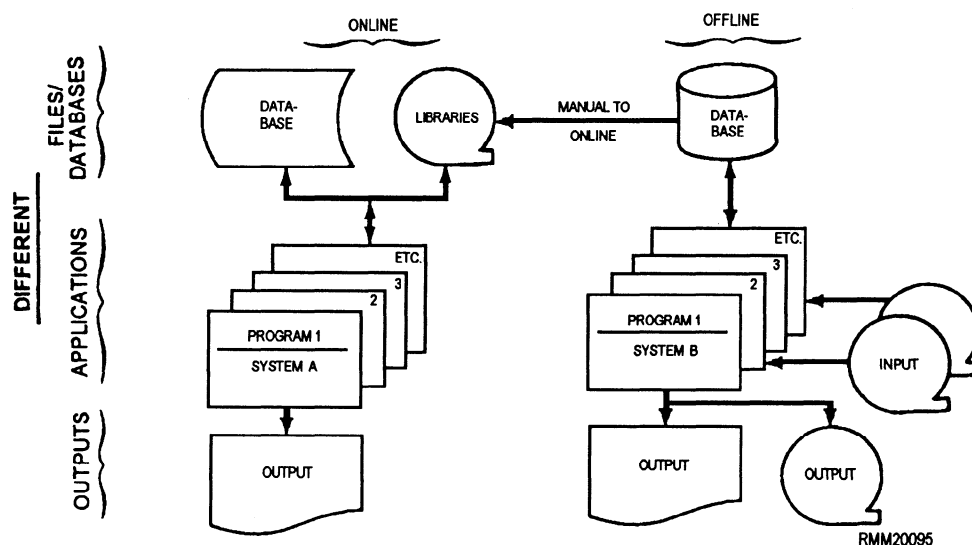 ONLINE
OFFLINE
DIFFERENT
FILES/
DATABASES
DATA-
BASE
LIBRARIES
MANUAL TO
ONLINE
DATA-
BASE
APPLICATIONS
ETC.
3
2
PROGRAM 1
SYSTEM A
ETC.
3
2
PROGRAM 1
SYSTEM B
INPUT
OUTPUTS
OUTPUT
OUTPUT
OUTPUT
RMM20095